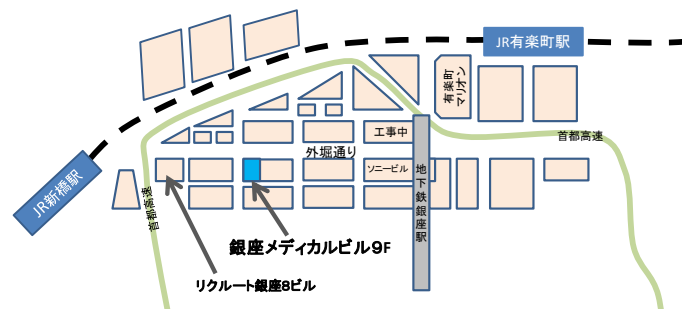 JR有楽町駅
有楽町
マリオン
工事中
首都高速
外堀通り
ソニービル
地下鉄銀座駅
JR新橋駅
首都高速
銀座メディカルビル9F
リクルート銀座8ビル